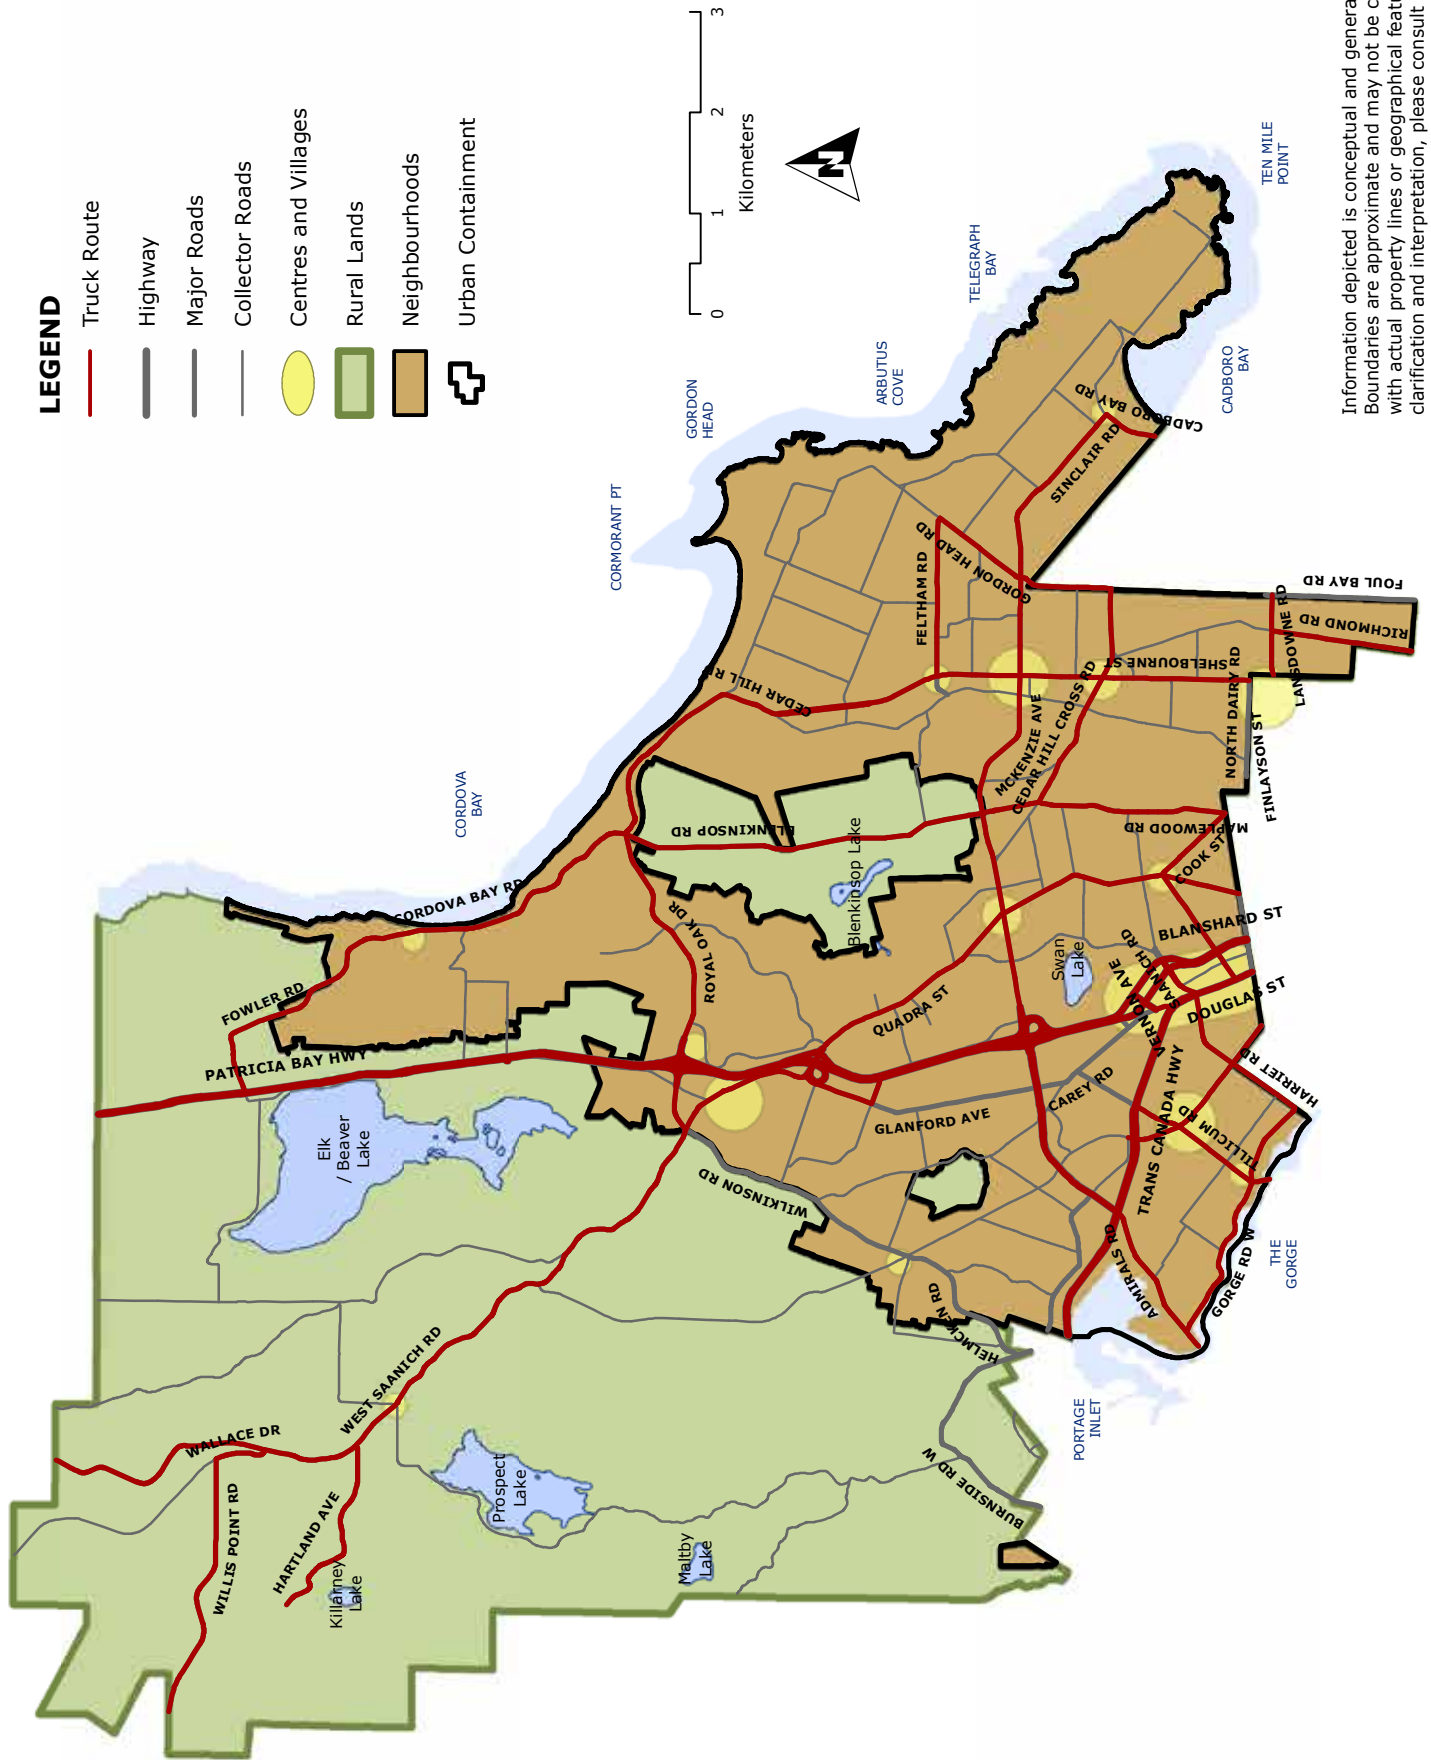 LEGEND
Truck Route
Highway
Major Roads
Collector Roads
Centres and Villages
Rural Lands
Neighbourhoods
Urban Containment
0 1 2 3
Kilometers
N
Information depicted is conceptual and genera
Boundaries are approximate and may not be c
with actual property lines or geographical featu
clarification and interpretation, please consult
CORMORANT PT
GORDON
HEAD
ARBUTUS
COVE
TELEGRAPH
BAY
TEN MILE
POINT
CADBORO
BAY
CORDOVA
BAY
THE
GORGE
PORTAGE
INLET
Elk
/ Beaver
Lake
Prospect
Lake
Maltby
Lake
Killarney
Lake
Blenkinsop Lake
Swan
Lake
WALLACE DR
WILLIS POINT RD
HARTLAND AVE
WEST SAANICH RD
PATRICIA BAY HWY
FOWLER RD
CORDOVA BAY RD
ROYAL OAK DR
BLENKINSOP RD
CEDAR HILL RD
FELTHAM RD
GORDON HEAD RD
SINCLAIR RD
CADBORO BAY RD
FOUL BAY RD
RICHMOND RD
LANSDOWNE RD
SHELBOURNE ST
NORTH DAIRY RD
FINLAYSON ST
MCKENZIE AVE
CEDAR HILL CROSS RD
MAPLEWOOD RD
COOK ST
BLANSHARD ST
SAANICH RD
VERNON AVE
DOUGLAS ST
QUADRA ST
GLANFORD AVE
CAREY RD
TRANS CANADA HWY
HARRIET RD
TILLICUM RD
GORGE RD W
ADMIRALS RD
WILKINSON RD
HELMCKEN RD
BURNSIDE RD W